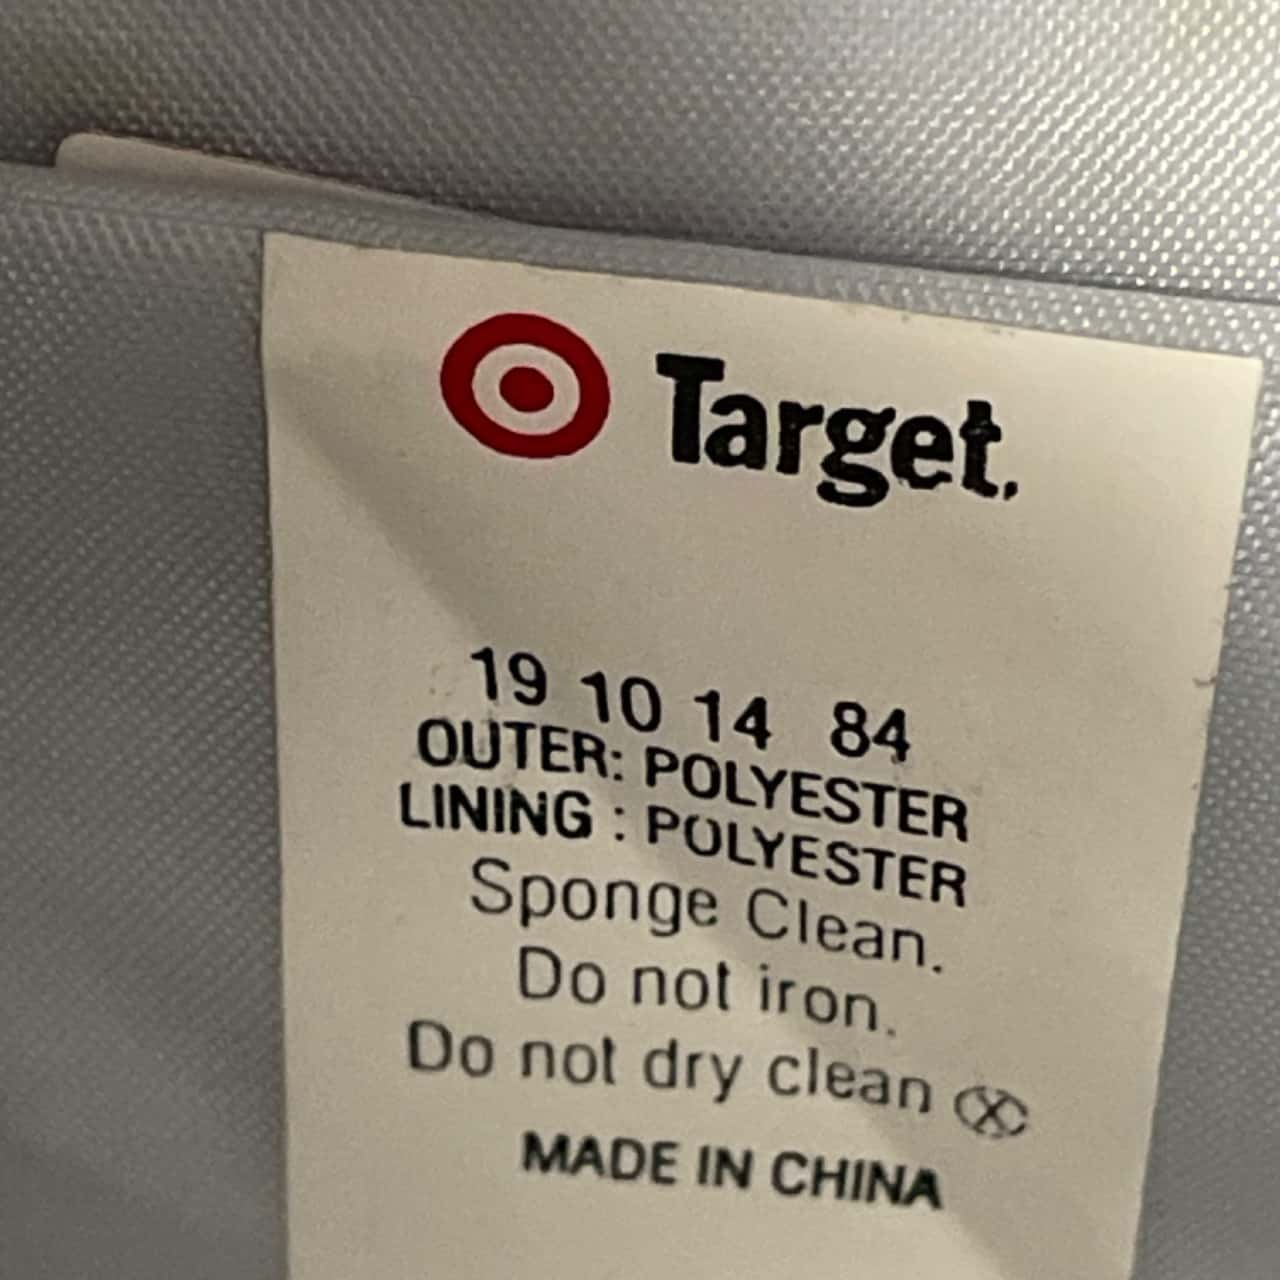 Target.
19 10 14 84
OUTER: POLYESTER
LINING : POLYESTER
Sponge Clean.
Do not iron.
Do not dry clean
MADE IN CHINA